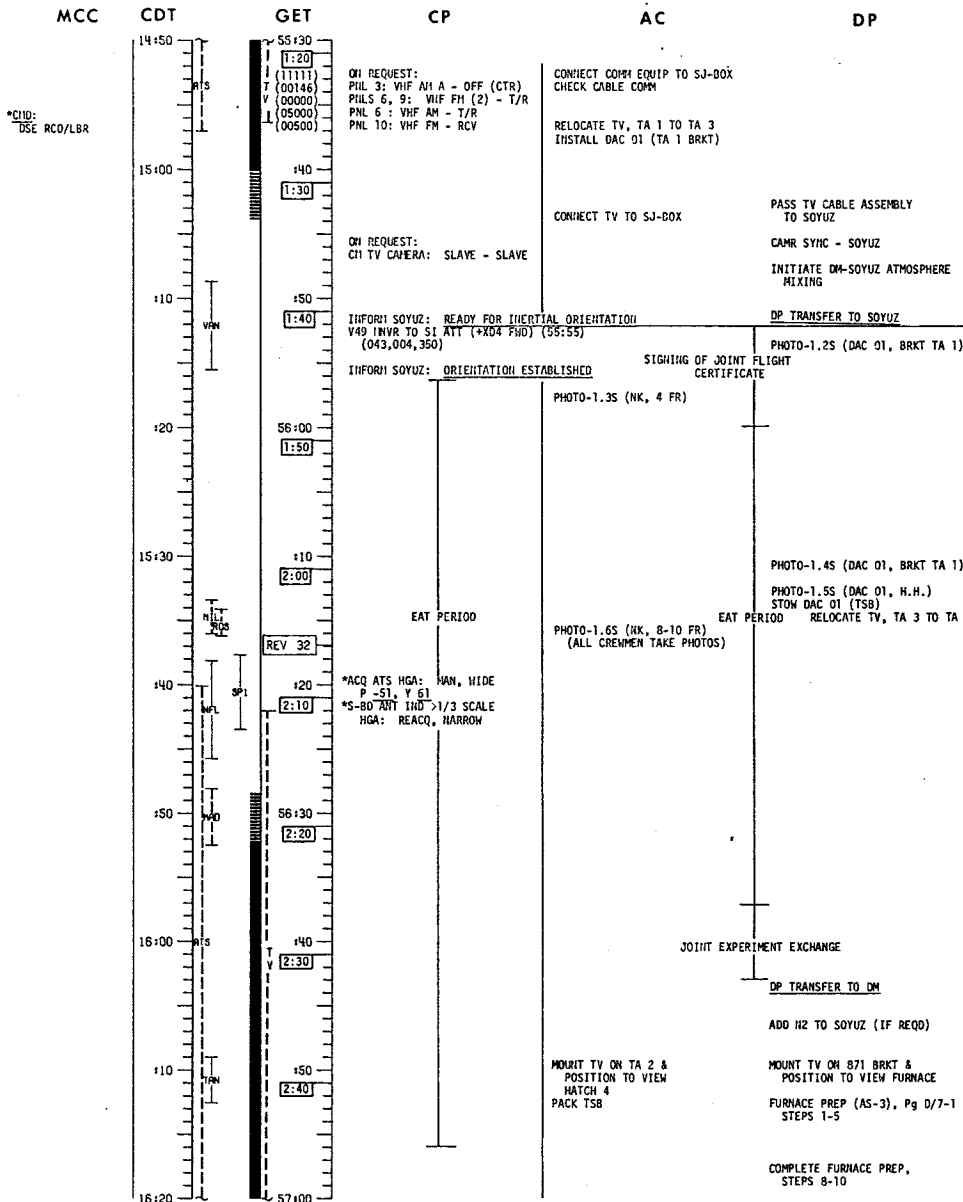 MCC CDT GET CP AC DP
14:50 55:30
1:20
(11111) ON REQUEST: CONNECT COMM EQUIP TO SJ-BOX
ATS T (00146) PNL 3: VHF AM A - OFF (CTR) CHECK CABLE COMM
V (00000) PNLS 6, 9: VHF FM (2) - T/R
*CMD: (05000) PNL 6 : VHF AM - T/R RELOCATE TV, TA 1 TO TA 3
DSE RCD/LBR (00500) PNL 10: VHF FM - RCV INSTALL DAC 01 (TA 1 BRKT)
15:00 :40
1:30
PASS TV CABLE ASSEMBLY
CONNECT TV TO SJ-BOX TO SOYUZ
ON REQUEST: CAMR SYNC - SOYUZ
CM TV CAMERA: SLAVE - SLAVE
INITIATE DM-SOYUZ ATMOSPHERE
MIXING
:10 :50
VAN 1:40 INFORM SOYUZ: READY FOR INERTIAL ORIENTATION DP TRANSFER TO SOYUZ
V49 MNVR TO SI ATT (+XD4 FWD) (55:55)
(043,004,350) PHOTO-1.2S (DAC 01, BRKT TA 1)
SIGNING OF JOINT FLIGHT
INFORM SOYUZ: ORIENTATION ESTABLISHED CERTIFICATE
PHOTO-1.3S (NK, 4 FR)
:20 56:00
1:50
15:30 :10
PHOTO-1.4S (DAC 01, BRKT TA 1)
2:00
PHOTO-1.5S (DAC 01, H.H.)
STOW DAC 01 (TSB)
MIL EAT PERIOD EAT PERIOD RELOCATE TV, TA 3 TO TA
ROS PHOTO-1.6S (NK, 8-10 FR)
REV 32 (ALL CREWMEN TAKE PHOTOS)
:40 :20 *ACQ ATS HGA: MAN, WIDE
SP1 P -51, Y 61
NFL 2:10 *S-BD ANT IND >1/3 SCALE
HGA: REACQ, NARROW
:50 56:30
MAD 2:20
16:00 ATS :40 JOINT EXPERIMENT EXCHANGE
T
V 2:30
DP TRANSFER TO DM
ADD N2 TO SOYUZ (IF REQD)
:10 :50 MOUNT TV ON TA 2 & MOUNT TV ON 871 BRKT &
TAN POSITION TO VIEW POSITION TO VIEW FURNACE
2:40 HATCH 4
PACK TSB FURNACE PREP (AS-3), Pg D/7-1
STEPS 1-5
COMPLETE FURNACE PREP,
STEPS 8-10
16:20 57:00